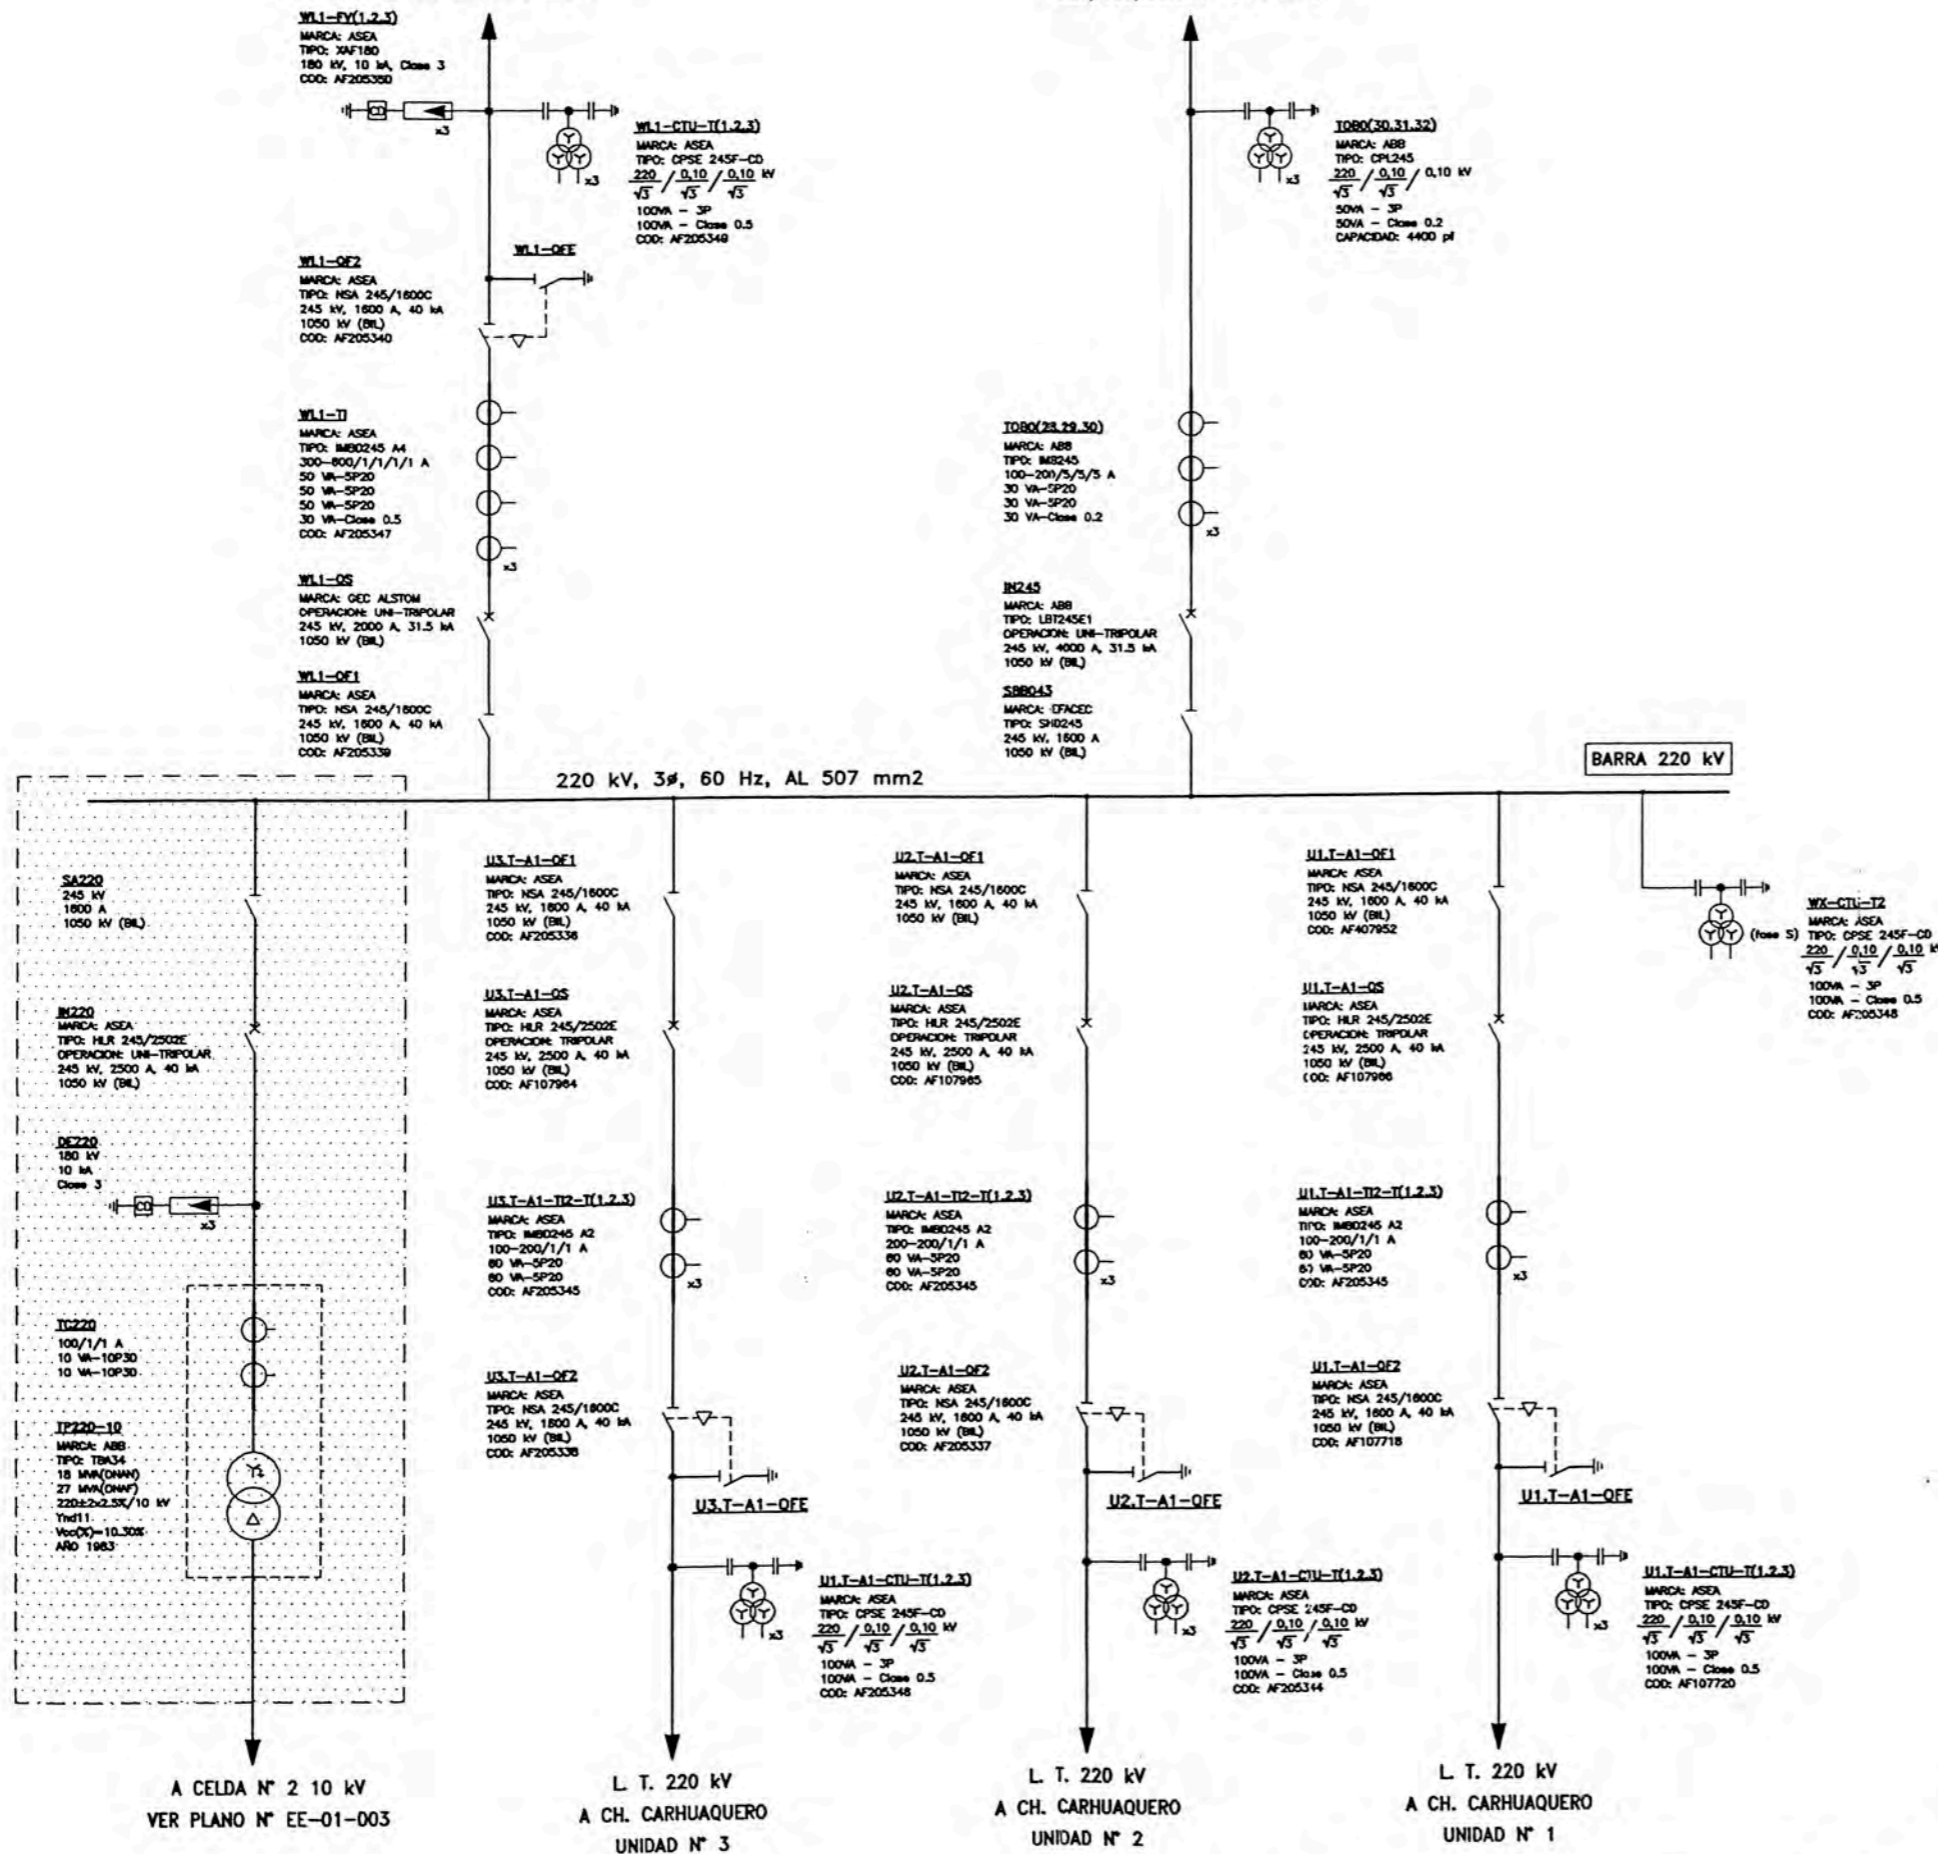 WL1-FV(1.2.3)
MARCA: ASEA
TIPO: XAF180
180 kV, 10 kA, Clase 3
COD: AF205350
x3
WL1-CTU-T(1.2.3)
MARCA: ASEA
TIPO: CPSE 245F-CD
220/√3 / 0,10/√3 / 0,10/√3 kV
100VA - 3P
100VA - Clase 0.5
COD: AF205349
x3
WL1-QFE
WL1-QF2
MARCA: ASEA
TIPO: NSA 245/1600C
245 kV, 1600 A, 40 kA
1050 kV (BIL)
COD: AF205340
WL1-TI
MARCA: ASEA
TIPO: IMBD245 A4
300-600/1/1/1/1 A
50 VA-5P20
50 VA-5P20
50 VA-5P20
30 VA-Clase 0.5
COD: AF205347
x3
WL1-QS
MARCA: GEC ALSTOM
OPERACION: UNI-TRIPOLAR
245 kV, 2000 A, 31.5 kA
1050 kV (BIL)
WL1-QF1
MARCA: ASEA
TIPO: NSA 245/1600C
245 kV, 1600 A, 40 kA
1050 kV (BIL)
COD: AF205339
TOBO(30.31.32)
MARCA: ABB
TIPO: CPL245
220/√3 / 0,10/√3 / 0,10 kV
50VA - 3P
50VA - Clase 0.2
CAPACIDAD: 4400 pf
x3
TOBO(28.29.30)
MARCA: ABB
TIPO: IMB245
100-200/5/5/5 A
30 VA-5P20
30 VA-5P20
30 VA-Clase 0.2
x3
IN245
MARCA: ABB
TIPO: LBT245E1
OPERACION: UNI-TRIPOLAR
245 kV, 4000 A, 31.5 kA
1050 kV (BIL)
SBB043
MARCA: EFACEC
TIPO: SHD245
245 kV, 1600 A
1050 kV (BIL)
BARRA 220 kV
220 kV, 3ø, 60 Hz, AL 507 mm2
SA220
245 kV
1600 A
1050 kV (BIL)
IN220
MARCA: ASEA
TIPO: HLR 245/2502E
OPERACION: UNI-TRIPOLAR
245 kV, 2500 A, 40 kA
1050 kV (BIL)
DE220
180 kV
10 kA
Clase 3
x3
TC220
100/1/1 A
10 VA-10P30
10 VA-10P30
TP220-10
MARCA: ABB
TIPO: TBA34
18 MVA(ONAN)
27 MVA(ONAF)
220±2x2.5%/10 kV
Ynd11
Vcc(%)=10.30%
AÑO 1983
A CELDA N° 2 10 kV
VER PLANO N° EE-01-003
U3.T-A1-QF1
MARCA: ASEA
TIPO: NSA 245/1600C
245 kV, 1600 A, 40 kA
1050 kV (BIL)
COD: AF205336
U3.T-A1-QS
MARCA: ASEA
TIPO: HLR 245/2502E
OPERACION: TRIPOLAR
245 kV, 2500 A, 40 kA
1050 kV (BIL)
COD: AF107984
U3.T-A1-TI2-T(1.2.3)
MARCA: ASEA
TIPO: IMBD245 A2
100-200/1/1 A
60 VA-5P20
60 VA-5P20
COD: AF205345
x3
U3.T-A1-QF2
MARCA: ASEA
TIPO: NSA 245/1600C
245 kV, 1600 A, 40 kA
1050 kV (BIL)
COD: AF205338
U3.T-A1-QFE
U1.T-A1-CTU-T(1.2.3)
MARCA: ASEA
TIPO: CPSE 245F-CD
220/√3 / 0,10/√3 / 0,10/√3 kV
100VA - 3P
100VA - Clase 0.5
COD: AF205348
x3
L. T. 220 kV
A CH. CARHUAQUERO
UNIDAD N° 3
U2.T-A1-QF1
MARCA: ASEA
TIPO: NSA 245/1600C
245 kV, 1600 A, 40 kA
1050 kV (BIL)
U2.T-A1-QS
MARCA: ASEA
TIPO: HLR 245/2502E
OPERACION: TRIPOLAR
245 kV, 2500 A, 40 kA
1050 kV (BIL)
COD: AF107985
U2.T-A1-TI2-T(1.2.3)
MARCA: ASEA
TIPO: IMBD245 A2
200-200/1/1 A
60 VA-5P20
60 VA-5P20
COD: AF205345
x3
U2.T-A1-QF2
MARCA: ASEA
TIPO: NSA 245/1600C
245 kV, 1600 A, 40 kA
1050 kV (BIL)
COD: AF205337
U2.T-A1-QFE
U2.T-A1-CTU-T(1.2.3)
MARCA: ASEA
TIPO: CPSE 245F-CD
220/√3 / 0,10/√3 / 0,10/√3 kV
100VA - 3P
100VA - Clase 0.5
COD: AF205344
x3
L. T. 220 kV
A CH. CARHUAQUERO
UNIDAD N° 2
U1.T-A1-QF1
MARCA: ASEA
TIPO: NSA 245/1600C
245 kV, 1600 A, 40 kA
1050 kV (BIL)
COD: AF407952
U1.T-A1-QS
MARCA: ASEA
TIPO: HLR 245/2502E
OPERACION: TRIPOLAR
245 kV, 2500 A, 40 kA
1050 kV (BIL)
COD: AF107986
U1.T-A1-TI2-T(1.2.3)
MARCA: ASEA
TIPO: IMBD245 A2
100-200/1/1 A
60 VA-5P20
60 VA-5P20
COD: AF205345
x3
U1.T-A1-QF2
MARCA: ASEA
TIPO: NSA 245/1600C
245 kV, 1600 A, 40 kA
1050 kV (BIL)
COD: AF107718
U1.T-A1-QFE
U1.T-A1-CTU-T(1.2.3)
MARCA: ASEA
TIPO: CPSE 245F-CD
220/√3 / 0,10/√3 / 0,10/√3 kV
100VA - 3P
100VA - Clase 0.5
COD: AF107720
x3
L. T. 220 kV
A CH. CARHUAQUERO
UNIDAD N° 1
WX-CTU-T2
MARCA: ASEA
(fase S) TIPO: CPSE 245F-CD
220/√3 / 0,10/√3 / 0,10/√3 kV
100VA - 3P
100VA - Clase 0.5
COD: AF205348